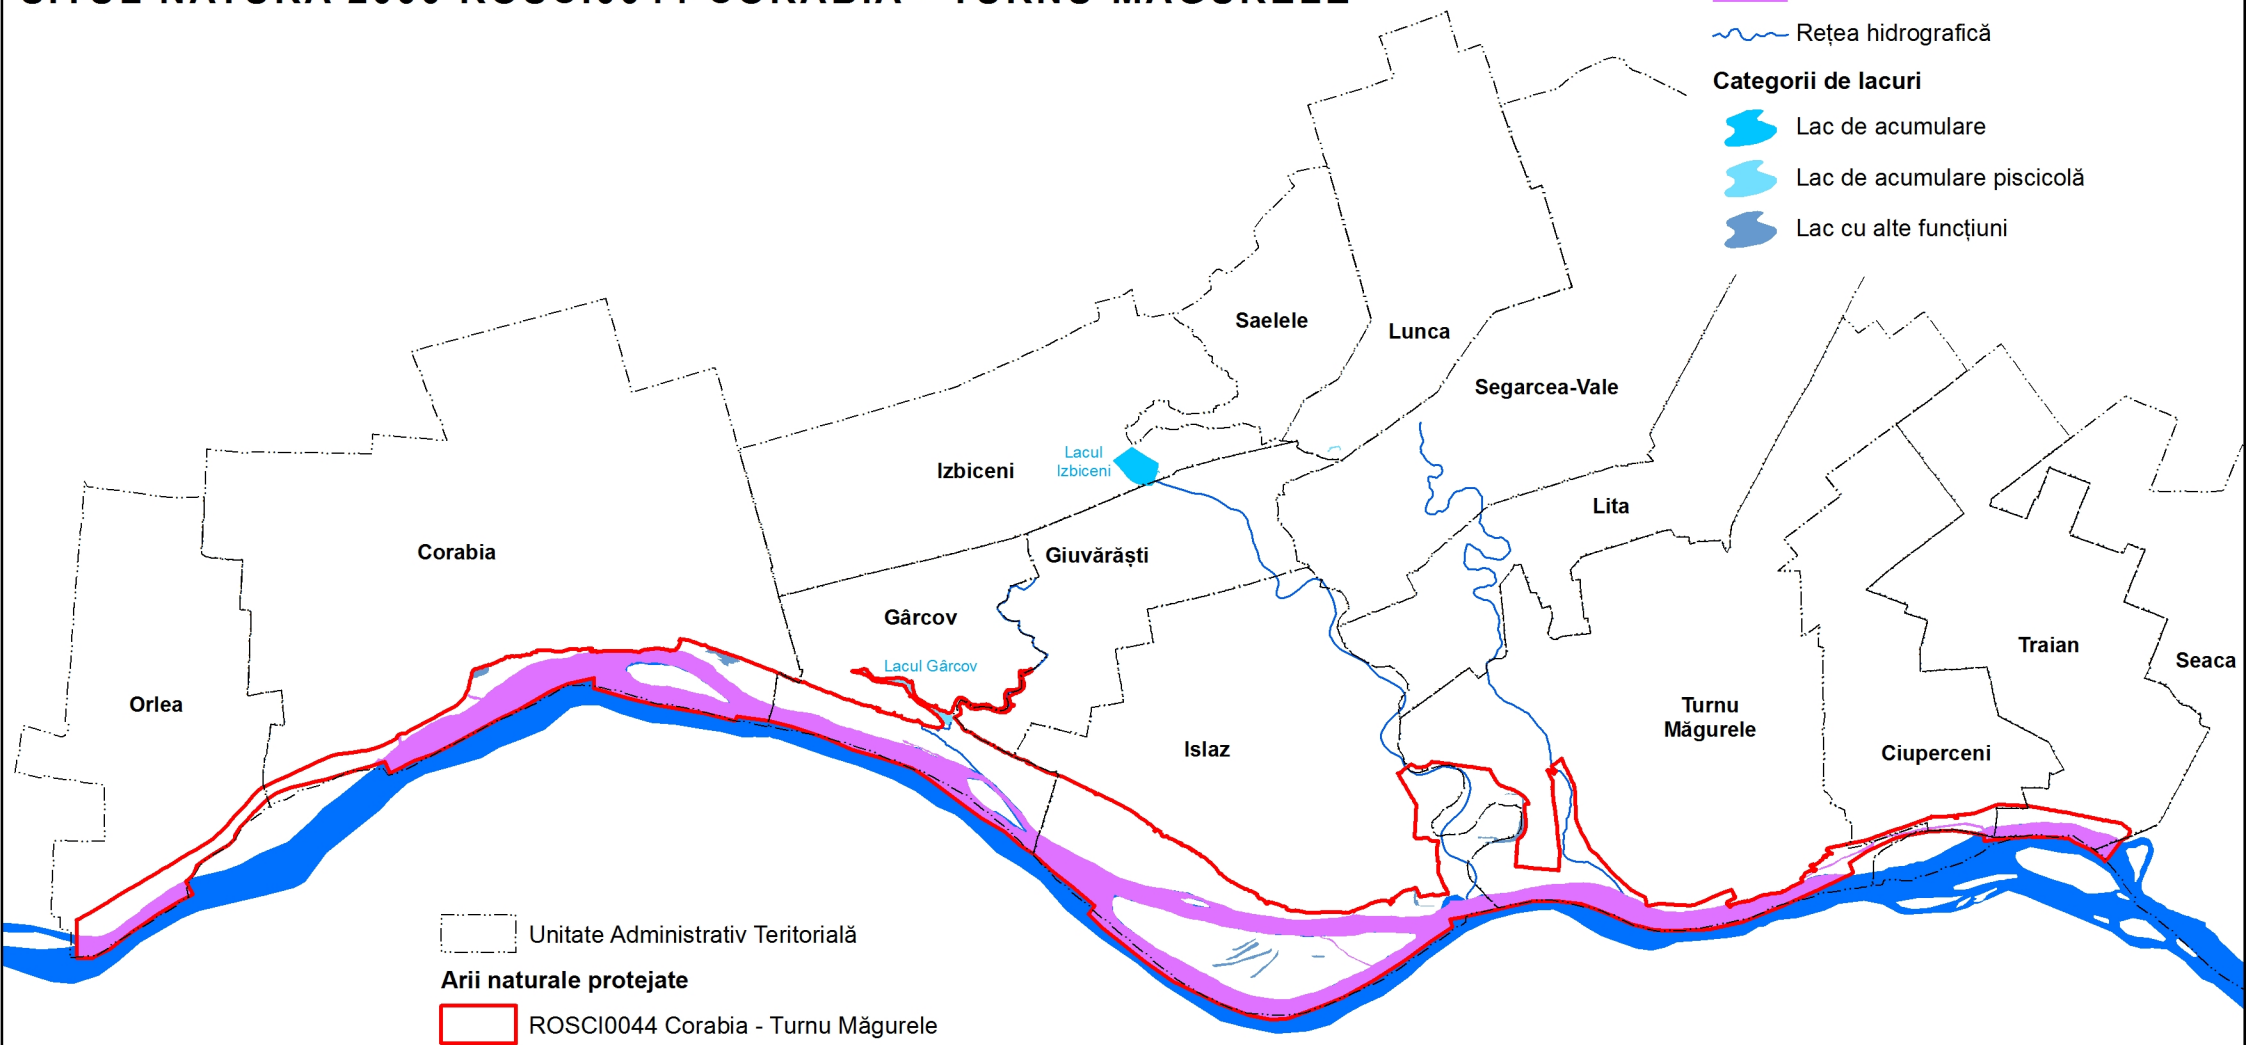 Rețea hidrografică
Categorii de lacuri
Lac de acumulare
Lac de acumulare piscicolă
Lac cu alte funcțiuni
Saelele
Lunca
Segarcea-Vale
Lacul
Izbiceni
Izbiceni
Lita
Corabia
Giuvărăști
Gârcov
Lacul Gârcov
Traian
Seaca
Orlea
Turnu
Măgurele
Islaz
Ciuperceni
Unitate Administrativ Teritorială
Arii naturale protejate
ROSCI0044 Corabia - Turnu Măgurele